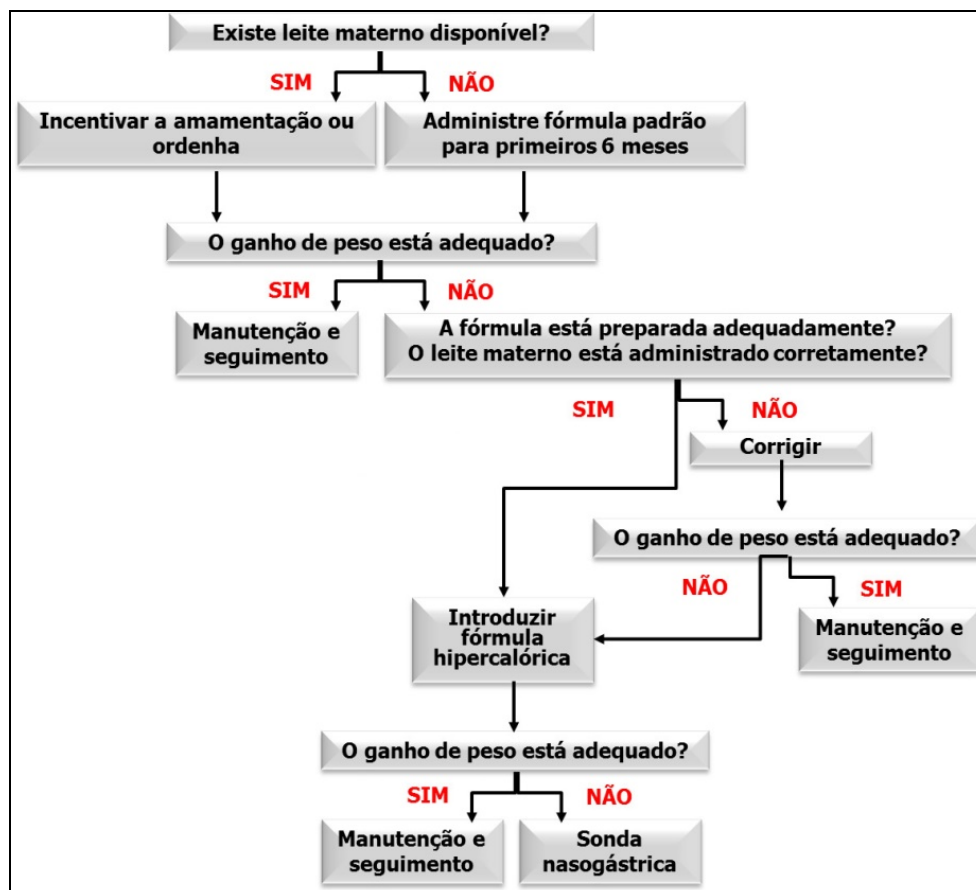 Existe leite materno disponível?
SIM
NÃO
Incentivar a amamentação ou
ordenha
Administre fórmula padrão
para primeiros 6 meses
O ganho de peso está adequado?
SIM
NÃO
Manutenção e
seguimento
A fórmula está preparada adequadamente?
O leite materno está administrado corretamente?
SIM
NÃO
Corrigir
O ganho de peso está adequado?
NÃO
SIM
Introduzir
fórmula
hipercalórica
Manutenção e
seguimento
O ganho de peso está adequado?
SIM
NÃO
Manutenção e
seguimento
Sonda
nasogástrica